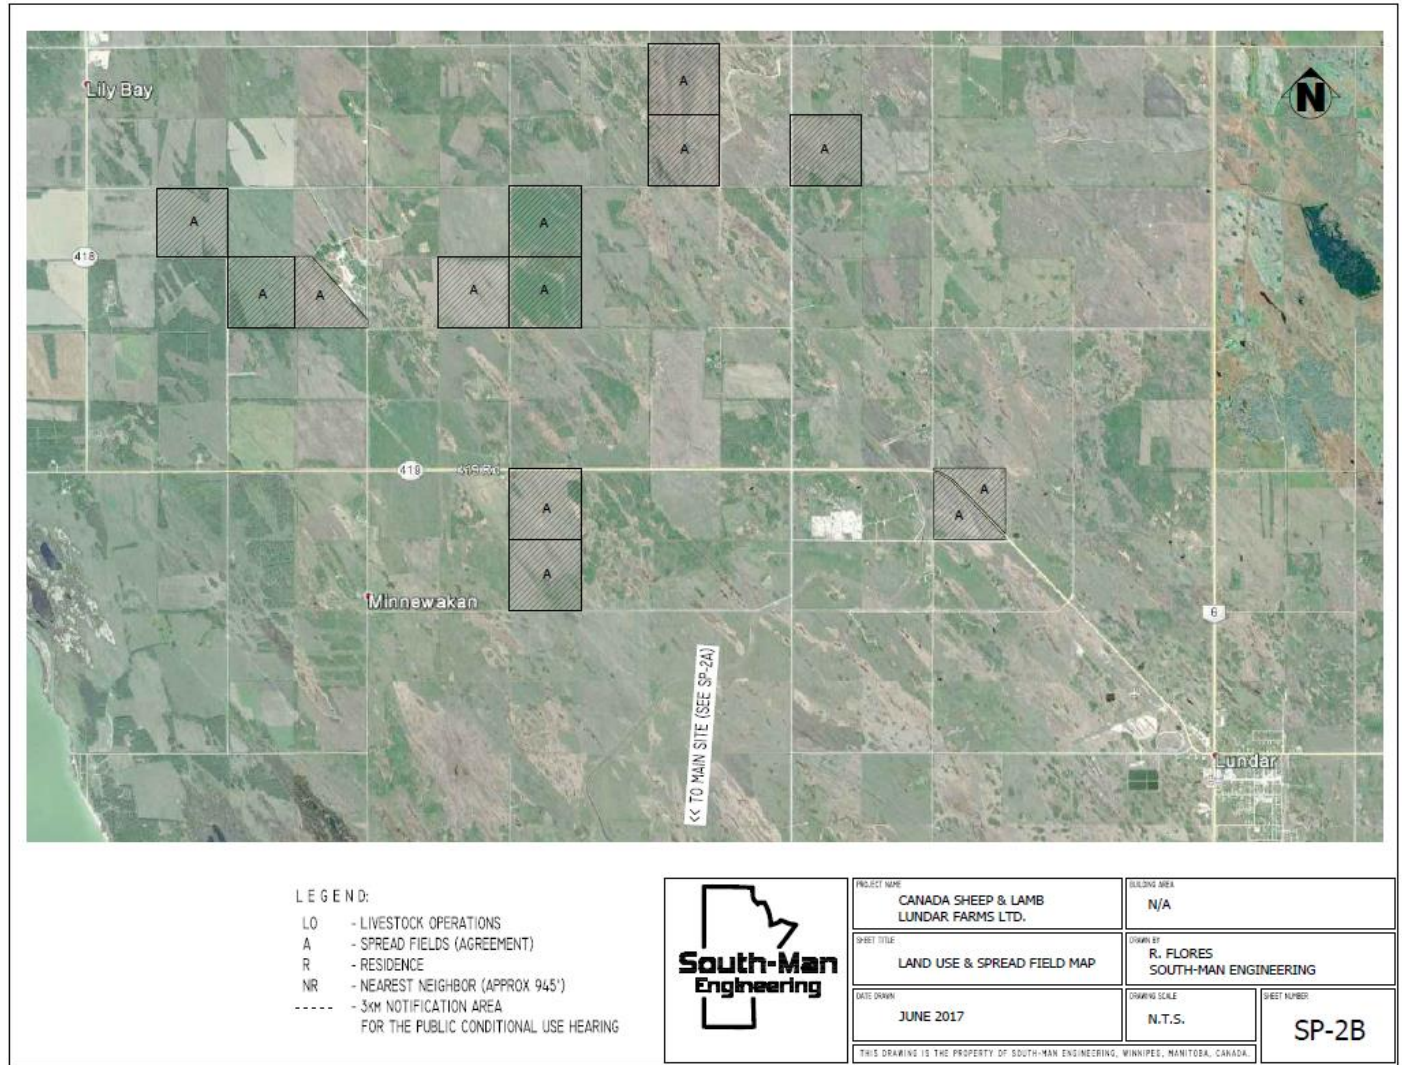 A
N
Lily Bay
A
A
A
A
418
A
A
A
A
419
419 Rd
A
A
A
A
Minnewakan
6
<< TO MAIN SITE (SEE SP-2A)
Lundar
LEGEND:
LO - LIVESTOCK OPERATIONS
A - SPREAD FIELDS (AGREEMENT)
R - RESIDENCE
NR - NEAREST NEIGHBOR (APPROX 945')
----- - 3KM NOTIFICATION AREA
FOR THE PUBLIC CONDITIONAL USE HEARING
South-Man
Engineering
PROJECT NAME
CANADA SHEEP & LAMB
LUNDAR FARMS LTD.
BUILDING AREA
N/A
SHEET TITLE
LAND USE & SPREAD FIELD MAP
DRAWN BY
R. FLORES
SOUTH-MAN ENGINEERING
DATE DRAWN
JUNE 2017
DRAWING SCALE
N.T.S.
SHEET NUMBER
SP-2B
THIS DRAWING IS THE PROPERTY OF SOUTH-MAN ENGINEERING, WINNIPEG, MANITOBA, CANADA.